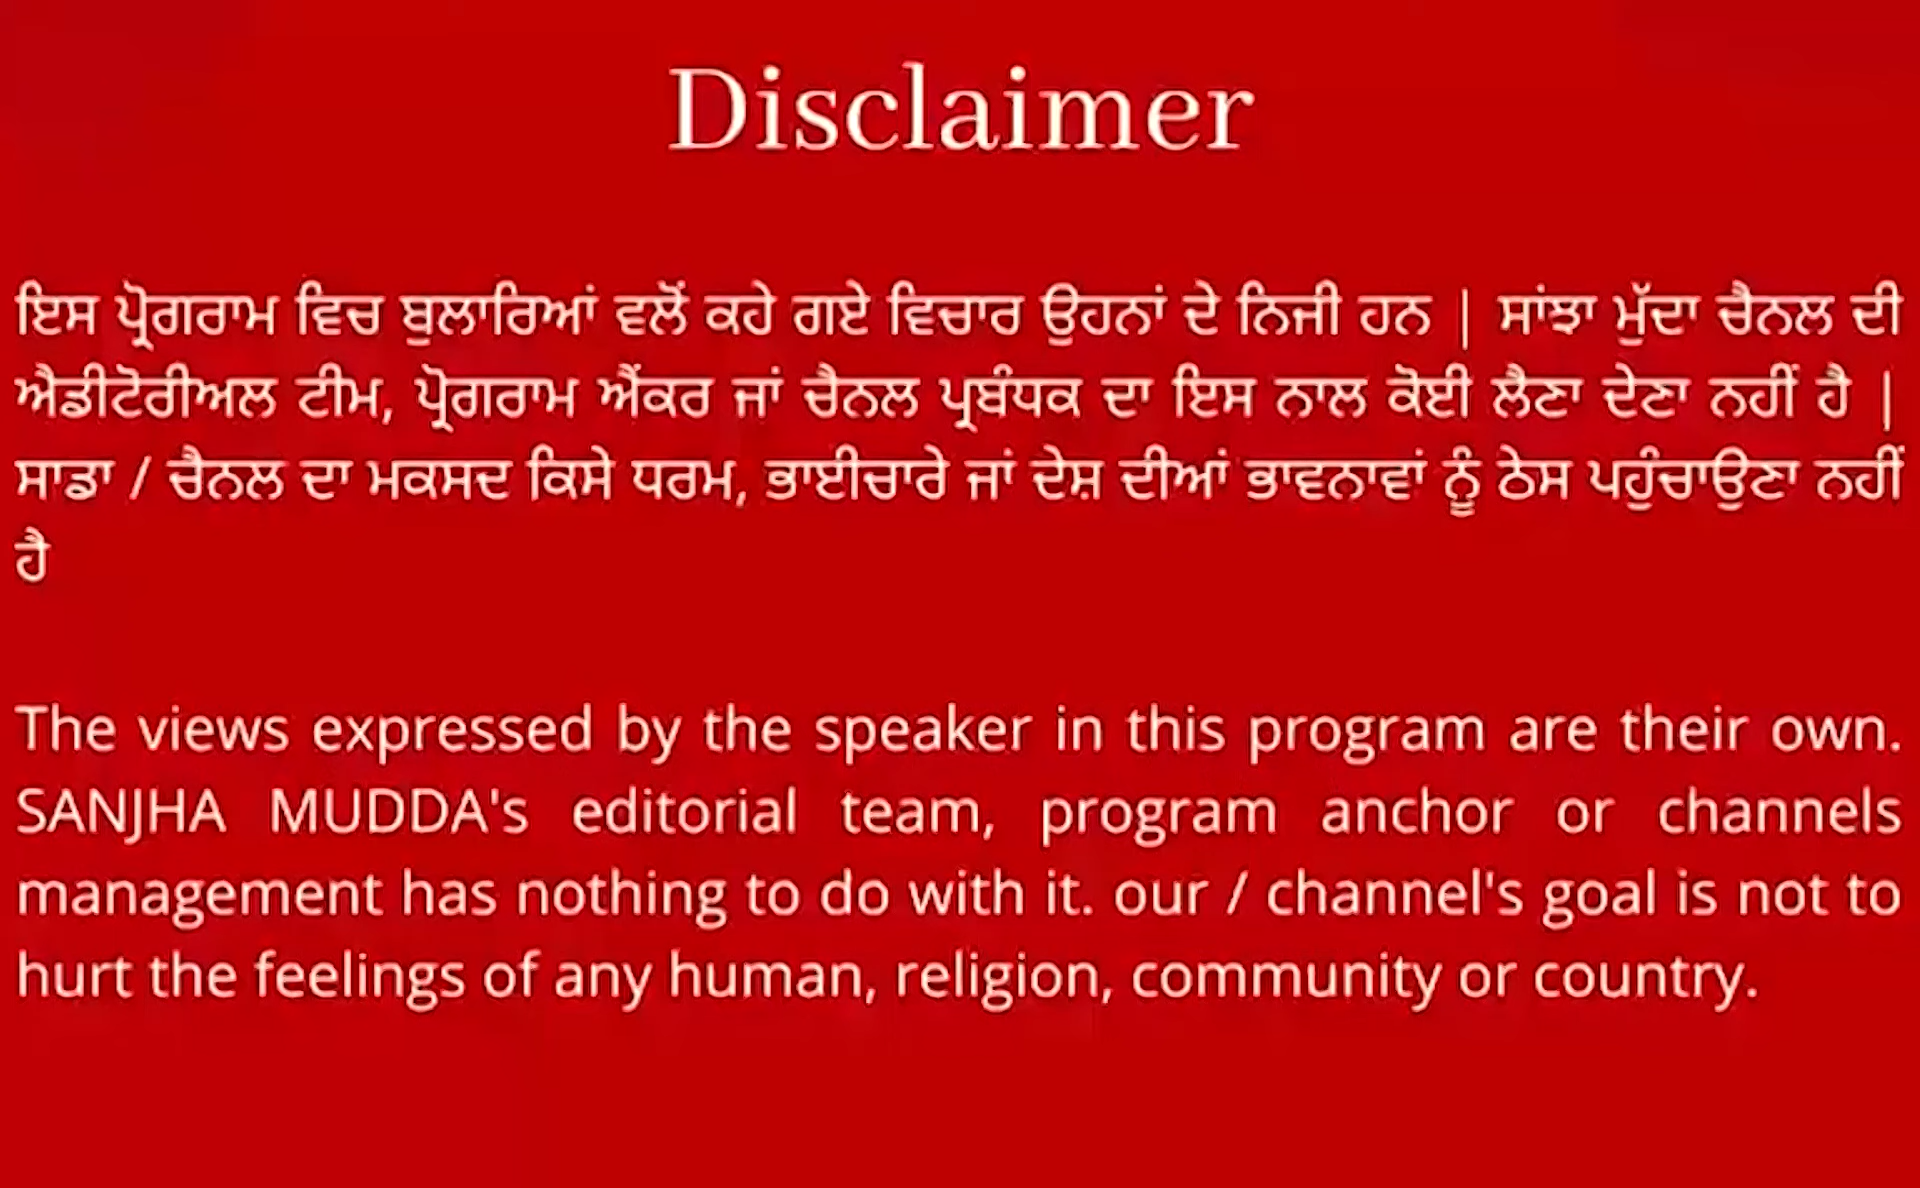 Disclaimer
ਇਸ ਪ੍ਰੋਗਰਾਮ ਵਿਚ ਬੁਲਾਰਿਆਂ ਵਲੋਂ ਕਹੇ ਗਏ ਵਿਚਾਰ ਉਹਨਾਂ ਦੇ ਨਿਜੀ ਹਨ | ਸਾਂਝਾ ਮੁੱਦਾ ਚੈਨਲ ਦੀ
ਐਡੀਟੋਰੀਅਲ ਟੀਮ, ਪ੍ਰੋਗਰਾਮ ਐਂਕਰ ਜਾਂ ਚੈਨਲ ਪ੍ਰਬੰਧਕ ਦਾ ਇਸ ਨਾਲ ਕੋਈ ਲੈਣਾ ਦੇਣਾ ਨਹੀਂ ਹੈ |
ਸਾਡਾ / ਚੈਨਲ ਦਾ ਮਕਸਦ ਕਿਸੇ ਧਰਮ, ਭਾਈਚਾਰੇ ਜਾਂ ਦੇਸ਼ ਦੀਆਂ ਭਾਵਨਾਵਾਂ ਨੂੰ ਠੇਸ ਪਹੁੰਚਾਉਣਾ ਨਹੀਂ
ਹੈ
The views expressed by the speaker in this program are their own.
SANJHA MUDDA's editorial team, program anchor or channels
management has nothing to do with it. our / channel's goal is not to
hurt the feelings of any human, religion, community or country.